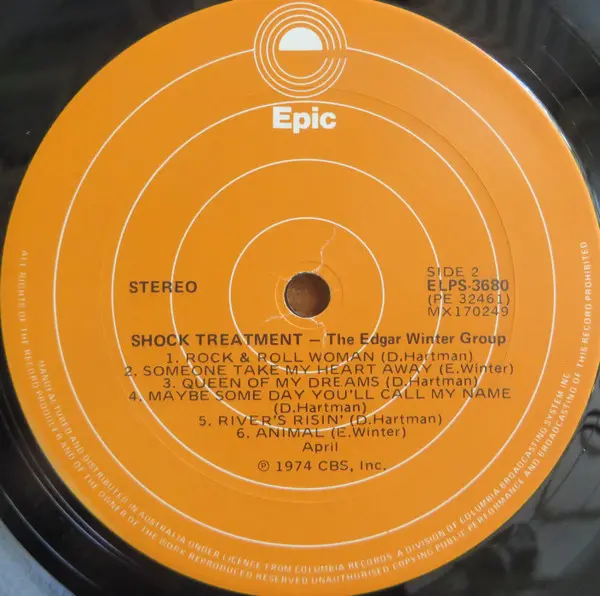 Epic
STEREO
SIDE 2
ELPS-3680
(PE 32461)
MX170249
SHOCK TREATMENT — The Edgar Winter Group
1. ROCK & ROLL WOMAN (D.Hartman)
2. SOMEONE TAKE MY HEART AWAY (E.Winter)
3. QUEEN OF MY DREAMS (D.Hartman)
4. MAYBE SOME DAY YOU'LL CALL MY NAME
(D.Hartman)
5. RIVER'S RISIN' (D.Hartman)
6. ANIMAL (E.Winter)
April
℗ 1974 CBS, Inc.
MANUFACTURED AND DISTRIBUTED IN AUSTRALIA UNDER LICENCE FROM COLUMBIA RECORDS. A DIVISION OF COLUMBIA BROADCASTING SYSTEM INC
ALL RIGHTS OF THE RECORD PRODUCER AND OF THE OWNER OF THE WORK REPRODUCED RESERVED UNAUTHORISED COPYING PUBLIC PERFORMANCE AND BROADCASTING OF THIS RECORD PROHIBITED